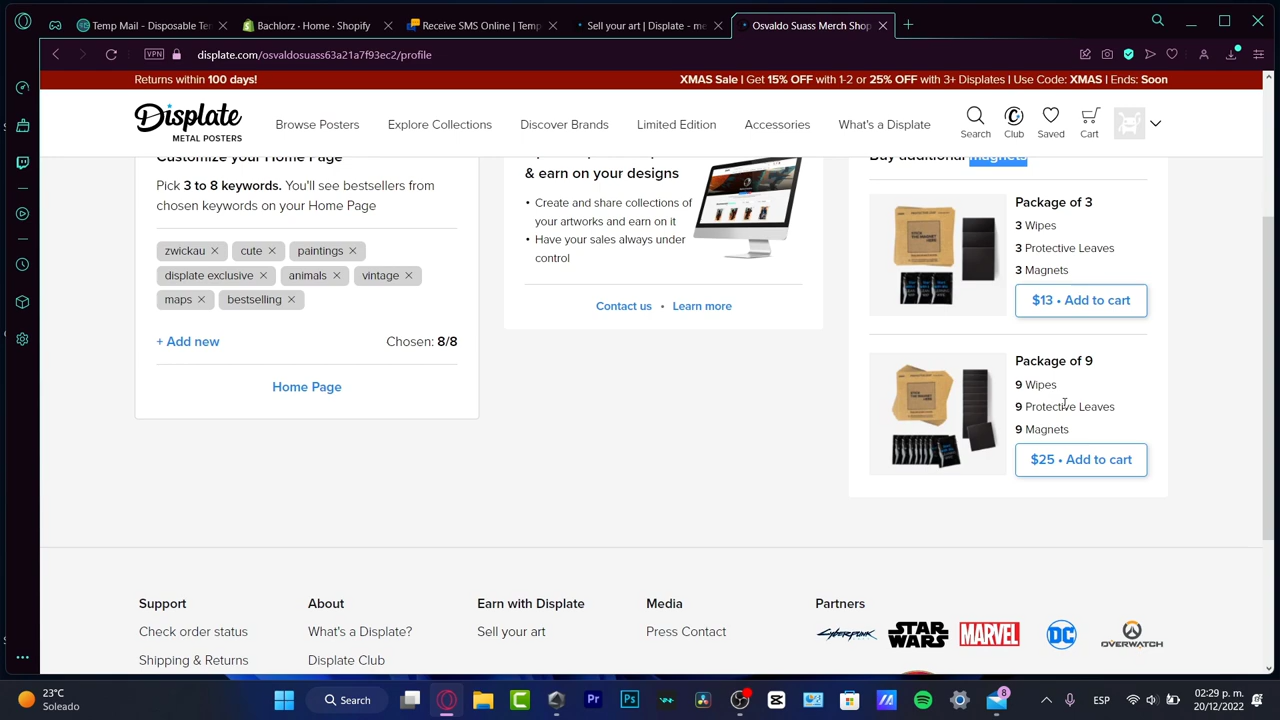 Temp Mail - Disposable Te
Bachlorz · Home · Shopify
Receive SMS Online | Temp
Sell your art | Displate - me
Osvaldo Suass Merch Shop
VPN
displate.com/osvaldosuass63a21a7f93ec2/profile
Returns within 100 days!
XMAS Sale | Get 15% OFF with 1-2 or 25% OFF with 3+ Displates | Use Code: XMAS | Ends: Soon
Displate
METAL POSTERS
Browse Posters
Explore Collections
Discover Brands
Limited Edition
Accessories
What's a Displate
Search
Club
Saved
Cart
Customize your Home Page
Pick 3 to 8 keywords. You'll see bestsellers from
chosen keywords on your Home Page
zwickau
cute
paintings
displate exclusive
animals
vintage
maps
bestselling
+ Add new
Chosen: 8/8
Home Page
& earn on your designs
• Create and share collections of
your artworks and earn on it
• Have your sales always under
control
Contact us • Learn more
Buy additional magnets
Package of 3
3 Wipes
3 Protective Leaves
3 Magnets
$13 • Add to cart
Package of 9
9 Wipes
9 Protective Leaves
9 Magnets
$25 • Add to cart
Support
Check order status
Shipping & Returns
About
What's a Displate?
Displate Club
Earn with Displate
Sell your art
Media
Press Contact
Partners
CYBERPUNK
STAR WARS
MARVEL
DC
OVERWATCH
23°C
Soleado
Search
Pr
Ps
8
ESP
02:29 p. m.
20/12/2022